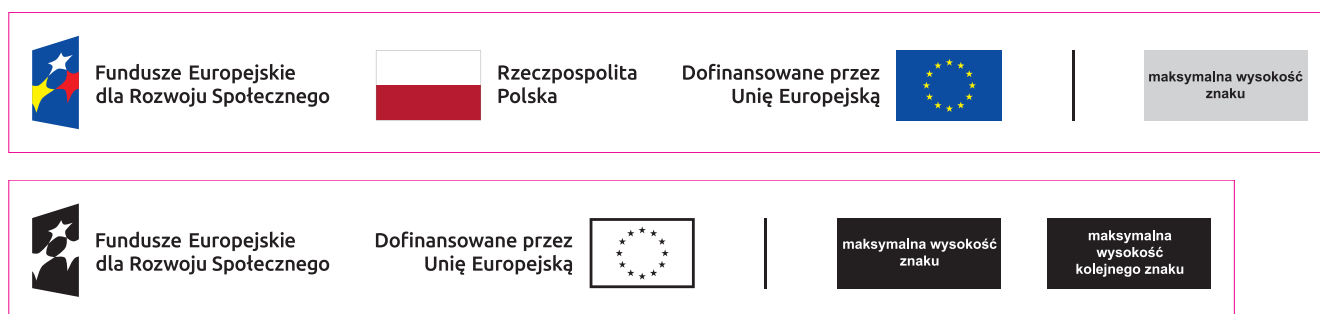 Fundusze Europejskie
dla Rozwoju Społecznego
Rzeczpospolita
Polska
Dofinansowane przez
Unię Europejską
maksymalna wysokość
znaku
Fundusze Europejskie
dla Rozwoju Społecznego
Dofinansowane przez
Unię Europejską
maksymalna wysokość
znaku
maksymalna
wysokość
kolejnego znaku